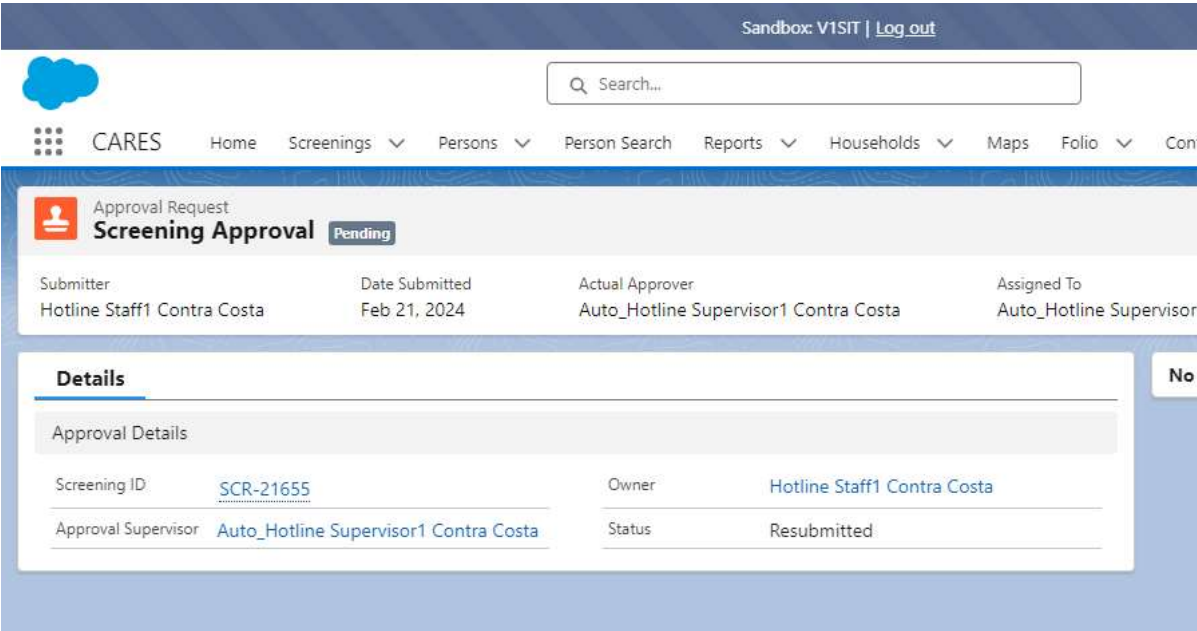 Sandbox: V1SIT | Log out
Search...
CARES Home Screenings Persons Person Search Reports Households Maps Folio
Approval Request
Screening Approval Pending
Submitter Date Submitted Actual Approver Assigned To
Hotline Staff1 Contra Costa Feb 21, 2024 Auto_Hotline Supervisor1 Contra Costa Auto_Hotline Supervisor
Details No
Approval Details
Screening ID SCR-21655 Owner Hotline Staff1 Contra Costa
Approval Supervisor Auto_Hotline Supervisor1 Contra Costa Status Resubmitted